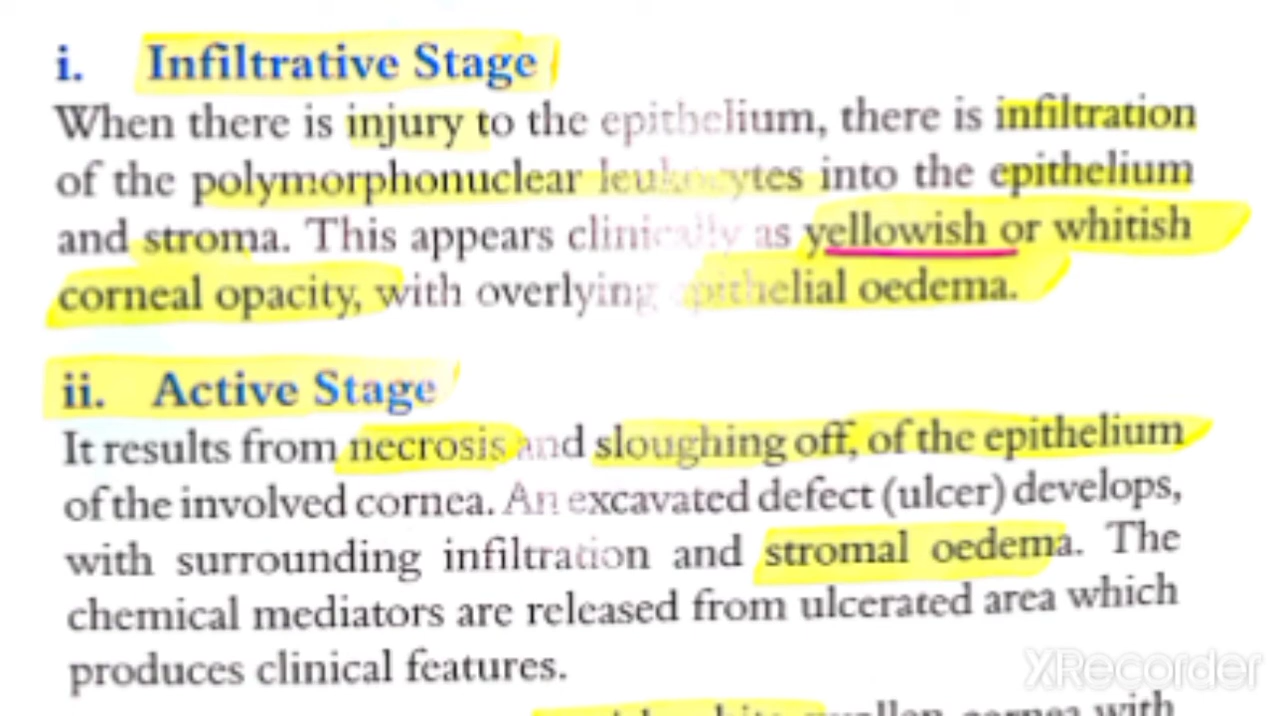 i. Infiltrative Stage
When there is injury to the epithelium, there is infiltration
of the polymorphonuclear leukocytes into the epithelium
and stroma. This appears clinically as yellowish or whitish
corneal opacity, with overlying epithelial oedema.
ii. Active Stage
It results from necrosis and sloughing off, of the epithelium
of the involved cornea. An excavated defect (ulcer) develops,
with surrounding infiltration and stromal oedema. The
chemical mediators are released from ulcerated area which
produces clinical features.
cornea with
XRecorder